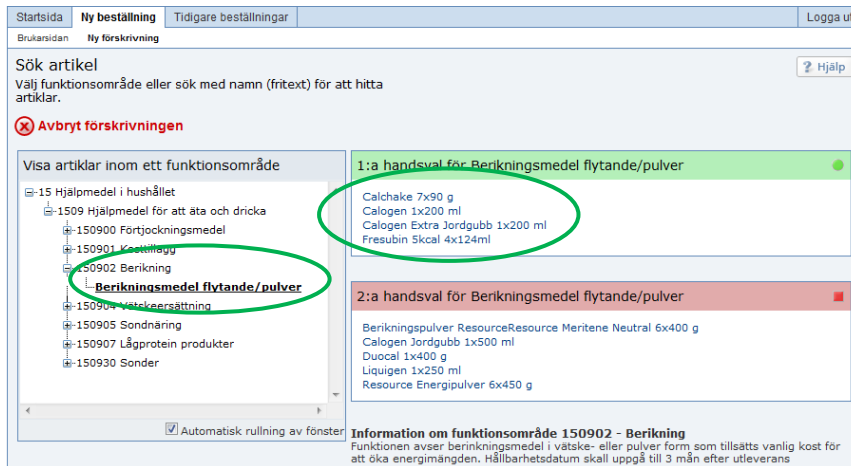 Startsida Ny beställning Tidigare beställningar Logga ut
Brukarsidan Ny förskrivning
Sök artikel
Välj funktionsområde eller sök med namn (fritext) för att hitta
artiklar.
? Hjälp
Avbryt förskrivningen
Visa artiklar inom ett funktionsområde
15 Hjälpmedel i hushållet
1509 Hjälpmedel för att äta och dricka
150900 Förtjockningsmedel
150901 Kosttillägg
150902 Berikning
Berikningsmedel flytande/pulver
150904 Vätskeersättning
150905 Sondnäring
150907 Lågprotein produkter
150930 Sonder
Automatisk rullning av fönster
1:a handsval för Berikningsmedel flytande/pulver
Calchake 7x90 g
Calogen 1x200 ml
Calogen Extra Jordgubb 1x200 ml
Fresubin 5kcal 4x124ml
2:a handsval för Berikningsmedel flytande/pulver
Berikningspulver ResourceResource Meritene Neutral 6x400 g
Calogen Jordgubb 1x500 ml
Duocal 1x400 g
Liquigen 1x250 ml
Resource Energipulver 6x450 g
Information om funktionsområde 150902 - Berikning
Funktionen avser berinkningsmedel i vätske- eller pulver form som tillsätts vanlig kost för
att öka energimängden. Hållbarhetsdatum skall uppgå till 3 mån efter utleverans